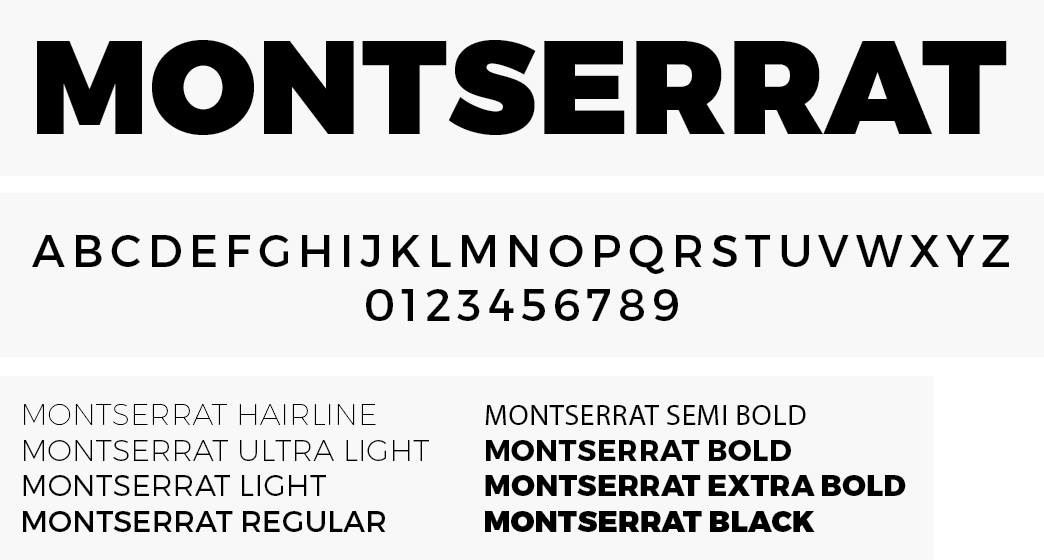 MONTSERRAT
ABCDEFGHIJKLMNOPQRSTUVWXYZ
0123456789
MONTSERRAT HAIRLINE
MONTSERRAT ULTRA LIGHT
MONTSERRAT LIGHT
MONTSERRAT REGULAR
MONTSERRAT SEMI BOLD
MONTSERRAT BOLD
MONTSERRAT EXTRA BOLD
MONTSERRAT BLACK